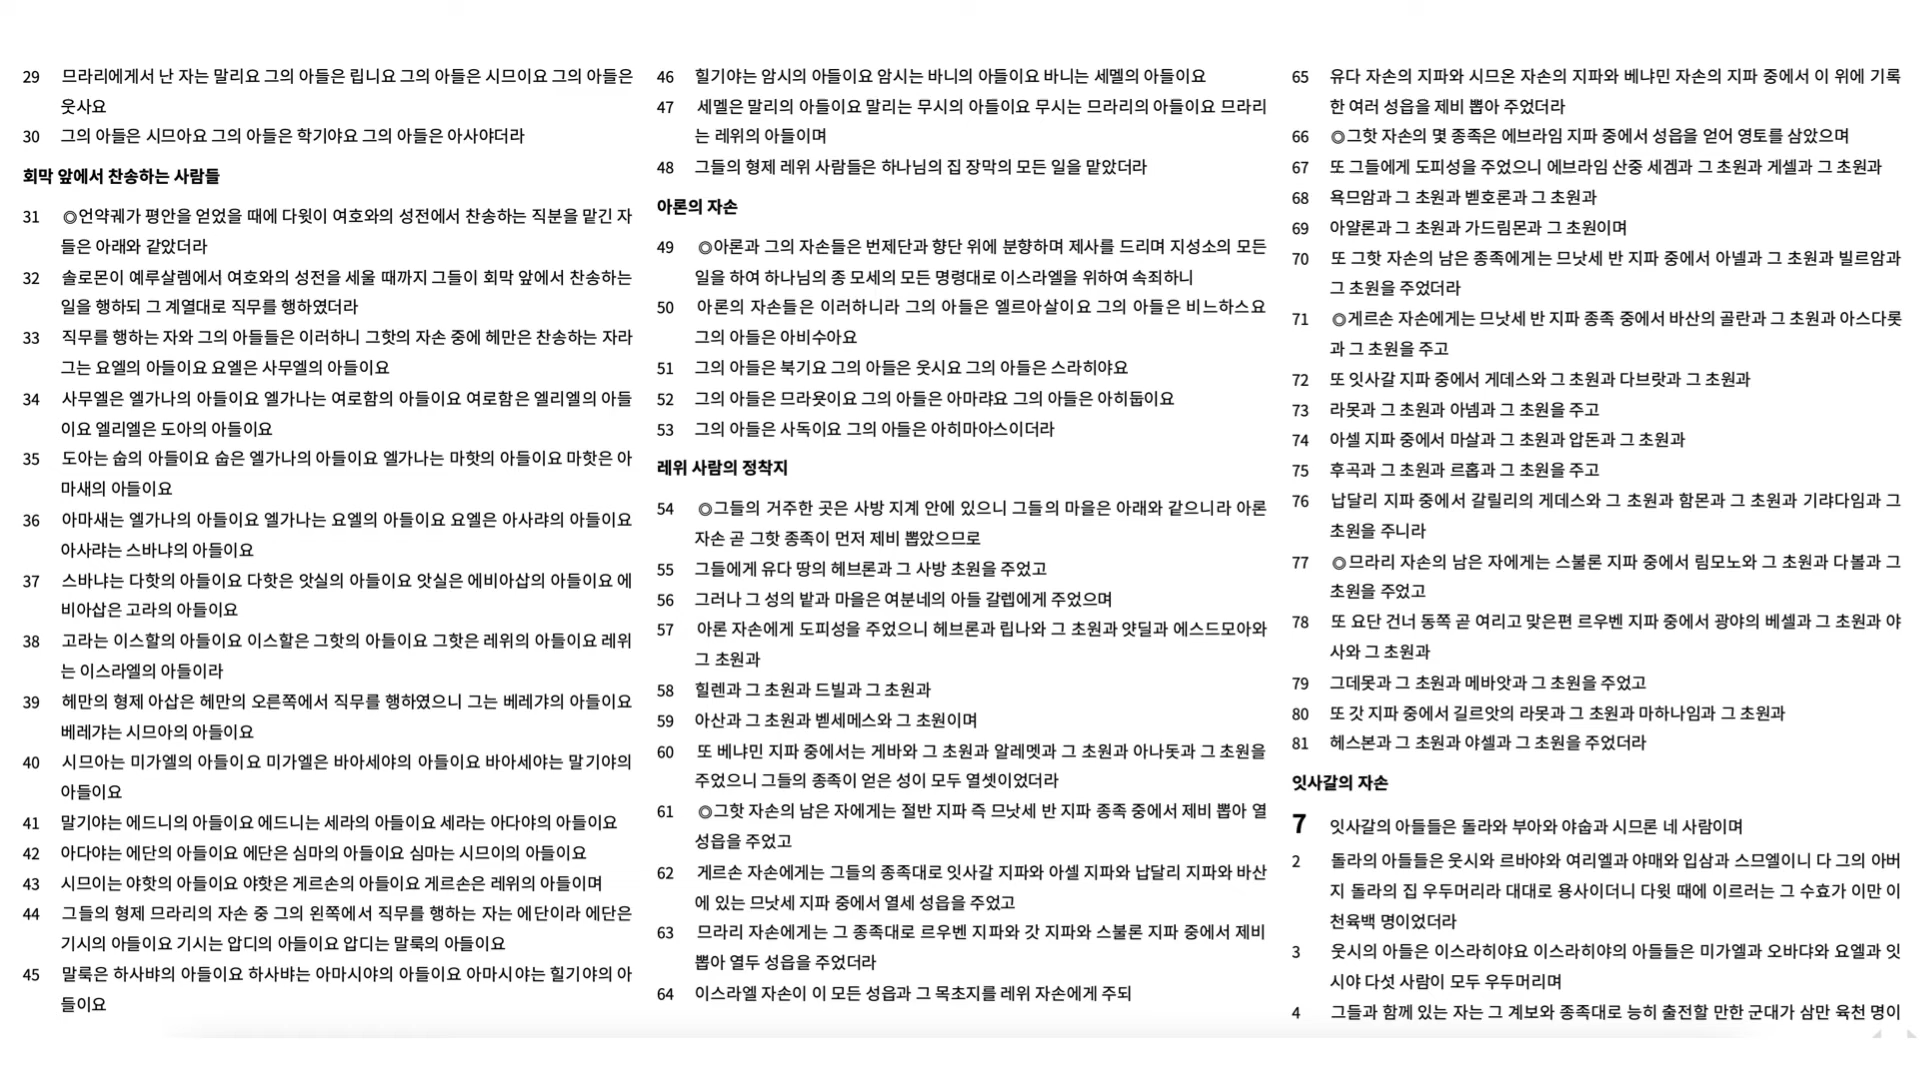 29 므라리에게서 난 자는 말리요 그의 아들은 립니요 그의 아들은 시므이요 그의 아들은
웃사요
30 그의 아들은 시므아요 그의 아들은 학기야요 그의 아들은 아사야더라
회막 앞에서 찬송하는 사람들
31 ◎언약궤가 평안을 얻었을 때에 다윗이 여호와의 성전에서 찬송하는 직분을 맡긴 자
들은 아래와 같았더라
32 솔로몬이 예루살렘에서 여호와의 성전을 세울 때까지 그들이 회막 앞에서 찬송하는
일을 행하되 그 계열대로 직무를 행하였더라
33 직무를 행하는 자와 그의 아들들은 이러하니 그핫의 자손 중에 헤만은 찬송하는 자라
그는 요엘의 아들이요 요엘은 사무엘의 아들이요
34 사무엘은 엘가나의 아들이요 엘가나는 여로함의 아들이요 여로함은 엘리엘의 아들
이요 엘리엘은 도아의 아들이요
35 도아는 숩의 아들이요 숩은 엘가나의 아들이요 엘가나는 마핫의 아들이요 마핫은 아
마새의 아들이요
36 아마새는 엘가나의 아들이요 엘가나는 요엘의 아들이요 요엘은 아사랴의 아들이요
아사랴는 스바냐의 아들이요
37 스바냐는 다핫의 아들이요 다핫은 앗실의 아들이요 앗실은 에비아삽의 아들이요 에
비아삽은 고라의 아들이요
38 고라는 이스할의 아들이요 이스할은 그핫의 아들이요 그핫은 레위의 아들이요 레위
는 이스라엘의 아들이라
39 헤만의 형제 아삽은 헤만의 오른쪽에서 직무를 행하였으니 그는 베레갸의 아들이요
베레갸는 시므아의 아들이요
40 시므아는 미가엘의 아들이요 미가엘은 바아세야의 아들이요 바아세야는 말기야의
아들이요
41 말기야는 에드니의 아들이요 에드니는 세라의 아들이요 세라는 아다야의 아들이요
42 아다야는 에단의 아들이요 에단은 심마의 아들이요 심마는 시므이의 아들이요
43 시므이는 야핫의 아들이요 야핫은 게르손의 아들이요 게르손은 레위의 아들이며
44 그들의 형제 므라리의 자손 중 그의 왼쪽에서 직무를 행하는 자는 에단이라 에단은
기시의 아들이요 기시는 압디의 아들이요 압디는 말룩의 아들이요
45 말룩은 하사뱌의 아들이요 하사뱌는 아마시야의 아들이요 아마시야는 힐기야의 아
들이요
46 힐기야는 암시의 아들이요 암시는 바니의 아들이요 바니는 세멜의 아들이요
47 세멜은 말리의 아들이요 말리는 무시의 아들이요 무시는 므라리의 아들이요 므라리
는 레위의 아들이며
48 그들의 형제 레위 사람들은 하나님의 집 장막의 모든 일을 맡았더라
아론의 자손
49 ◎아론과 그의 자손들은 번제단과 향단 위에 분향하며 제사를 드리며 지성소의 모든
일을 하여 하나님의 종 모세의 모든 명령대로 이스라엘을 위하여 속죄하니
50 아론의 자손들은 이러하니라 그의 아들은 엘르아살이요 그의 아들은 비느하스요
그의 아들은 아비수아요
51 그의 아들은 북기요 그의 아들은 웃시요 그의 아들은 스라히야요
52 그의 아들은 므라욧이요 그의 아들은 아마랴요 그의 아들은 아히둡이요
53 그의 아들은 사독이요 그의 아들은 아히마아스이더라
레위 사람의 정착지
54 ◎그들의 거주한 곳은 사방 지계 안에 있으니 그들의 마을은 아래와 같으니라 아론
자손 곧 그핫 종족이 먼저 제비 뽑았으므로
55 그들에게 유다 땅의 헤브론과 그 사방 초원을 주었고
56 그러나 그 성의 밭과 마을은 여분네의 아들 갈렙에게 주었으며
57 아론 자손에게 도피성을 주었으니 헤브론과 립나와 그 초원과 얏딜과 에스드모아와
그 초원과
58 힐렌과 그 초원과 드빌과 그 초원과
59 아산과 그 초원과 벧세메스와 그 초원이며
60 또 베냐민 지파 중에서는 게바와 그 초원과 알레멧과 그 초원과 아나돗과 그 초원을
주었으니 그들의 종족이 얻은 성이 모두 열셋이었더라
61 ◎그핫 자손의 남은 자에게는 절반 지파 즉 므낫세 반 지파 종족 중에서 제비 뽑아 열
성읍을 주었고
62 게르손 자손에게는 그들의 종족대로 잇사갈 지파와 아셀 지파와 납달리 지파와 바산
에 있는 므낫세 지파 중에서 열세 성읍을 주었고
63 므라리 자손에게는 그 종족대로 르우벤 지파와 갓 지파와 스불론 지파 중에서 제비
뽑아 열두 성읍을 주었더라
64 이스라엘 자손이 이 모든 성읍과 그 목초지를 레위 자손에게 주되
65 유다 자손의 지파와 시므온 자손의 지파와 베냐민 자손의 지파 중에서 이 위에 기록
한 여러 성읍을 제비 뽑아 주었더라
66 ◎그핫 자손의 몇 종족은 에브라임 지파 중에서 성읍을 얻어 영토를 삼았으며
67 또 그들에게 도피성을 주었으니 에브라임 산중 세겜과 그 초원과 게셀과 그 초원과
68 욕므암과 그 초원과 벧호론과 그 초원과
69 아얄론과 그 초원과 가드림몬과 그 초원이며
70 또 그핫 자손의 남은 종족에게는 므낫세 반 지파 중에서 아넬과 그 초원과 빌르암과
그 초원을 주었더라
71 ◎게르손 자손에게는 므낫세 반 지파 종족 중에서 바산의 골란과 그 초원과 아스다롯
과 그 초원을 주고
72 또 잇사갈 지파 중에서 게데스와 그 초원과 다브랏과 그 초원과
73 라못과 그 초원과 아넴과 그 초원을 주고
74 아셀 지파 중에서 마살과 그 초원과 압돈과 그 초원과
75 후곡과 그 초원과 르홉과 그 초원을 주고
76 납달리 지파 중에서 갈릴리의 게데스와 그 초원과 함몬과 그 초원과 기랴다임과 그
초원을 주니라
77 ◎므라리 자손의 남은 자에게는 스불론 지파 중에서 림모노와 그 초원과 다볼과 그
초원을 주었고
78 또 요단 건너 동쪽 곧 여리고 맞은편 르우벤 지파 중에서 광야의 베셀과 그 초원과 야
사와 그 초원과
79 그데못과 그 초원과 메바앗과 그 초원을 주었고
80 또 갓 지파 중에서 길르앗의 라못과 그 초원과 마하나임과 그 초원과
81 헤스본과 그 초원과 야셀과 그 초원을 주었더라
잇사갈의 자손
7 잇사갈의 아들들은 돌라와 부아와 야숩과 시므론 네 사람이며
2 돌라의 아들들은 웃시와 르바야와 여리엘과 야매와 입삼과 스므엘이니 다 그의 아버
지 돌라의 집 우두머리라 대대로 용사이더니 다윗 때에 이르러는 그 수효가 이만 이
천육백 명이었더라
3 웃시의 아들은 이스라히야요 이스라히야의 아들들은 미가엘과 오바댜와 요엘과 잇
시야 다섯 사람이 모두 우두머리며
4 그들과 함께 있는 자는 그 계보와 종족대로 능히 출전할 만한 군대가 삼만 육천 명이